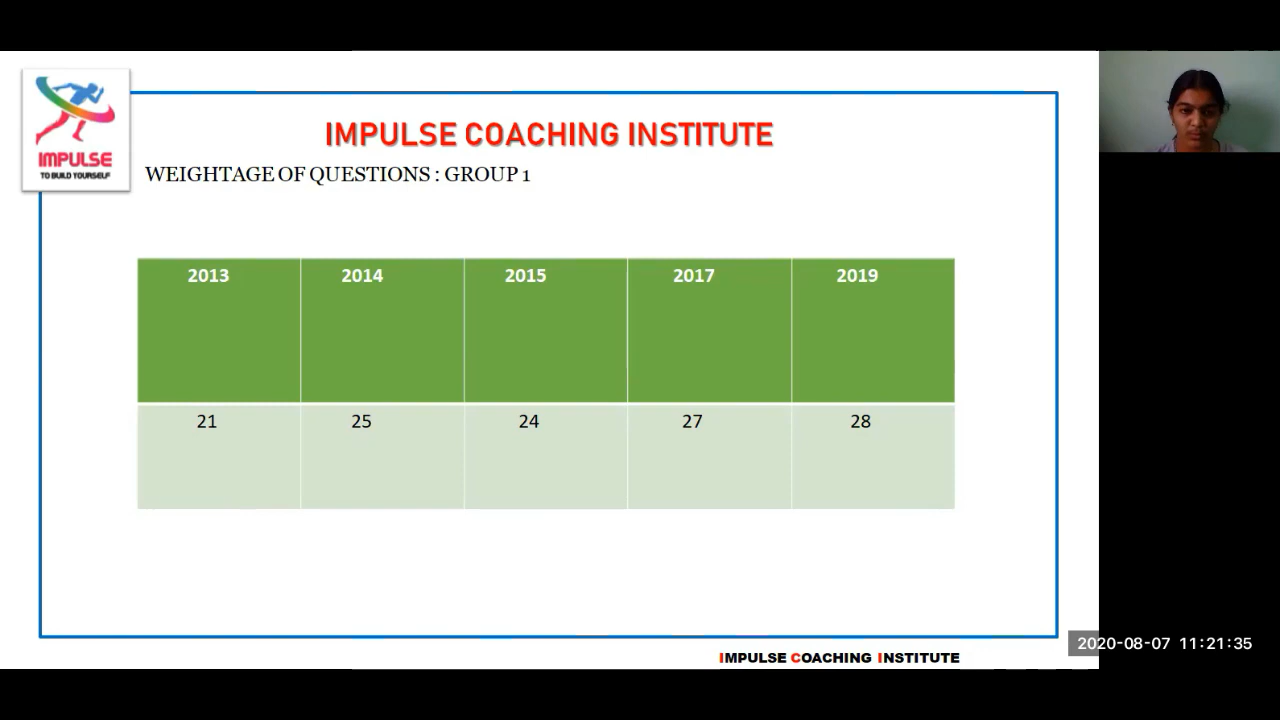 IMPULSE
TO BUILD YOURSELF
IMPULSE COACHING INSTITUTE
WEIGHTAGE OF QUESTIONS : GROUP 1
2013 2014 2015 2017 2019
21 25 24 27 28
2020-08-07 11:21:35
IMPULSE COACHING INSTITUTE